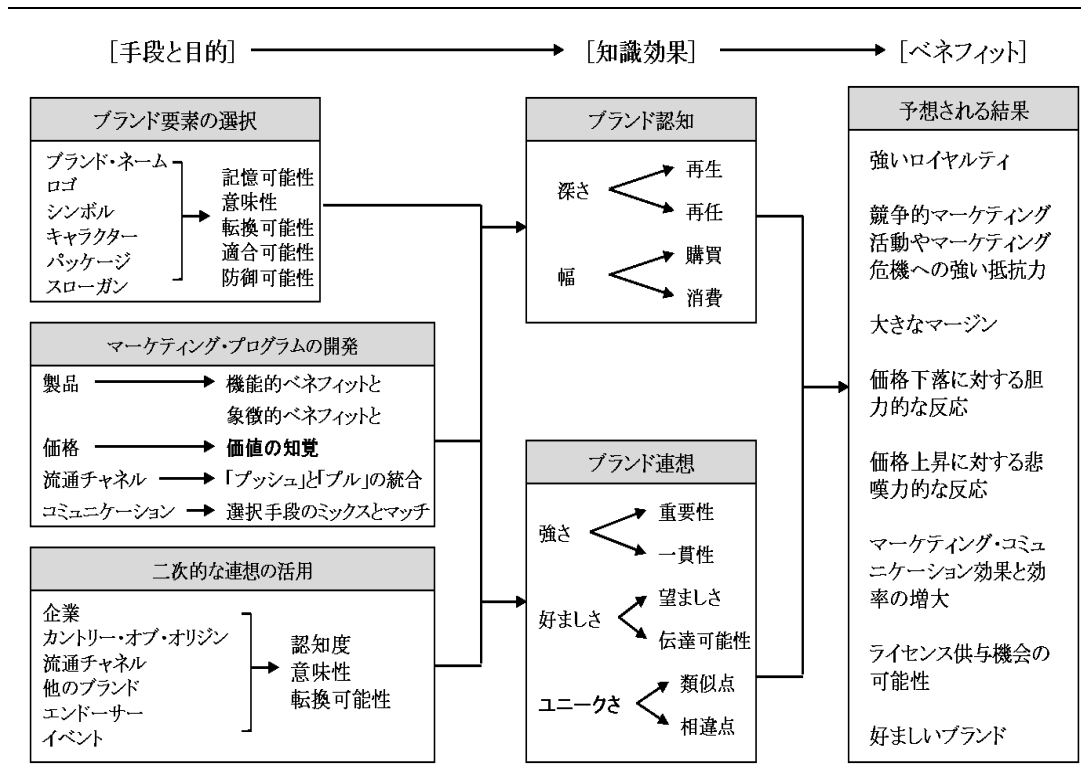 [手段と目的] [知識効果] [ベネフィット]
ブランド要素の選択
ブランド・ネーム
ロゴ
シンボル
キャラクター
パッケージ
スローガン
記憶可能性
意味性
転換可能性
適合可能性
防御可能性
マーケティング・プログラムの開発
製品 機能的ベネフィットと
象徴的ベネフィットと
価格 価値の知覚
流通チャネル 「プッシュ」と「プル」の統合
コミュニケーション 選択手段のミックスとマッチ
二次的な連想の活用
企業
カントリー・オブ・オリジン
流通チャネル
他のブランド
エンドーサー
イベント
認知度
意味性
転換可能性
ブランド認知
深さ
再生
再任
幅
購買
消費
ブランド連想
強さ
重要性
一貫性
好ましさ
望ましさ
伝達可能性
ユニークさ
類似点
相違点
予想される結果
強いロイヤルティ
競争的マーケティング
活動やマーケティング
危機への強い抵抗力
大きなマージン
価格下落に対する胆
力的な反応
価格上昇に対する悲
嘆力的な反応
マーケティング・コミュ
ニケーション効果と効
率の増大
ライセンス供与機会の
可能性
好ましいブランド